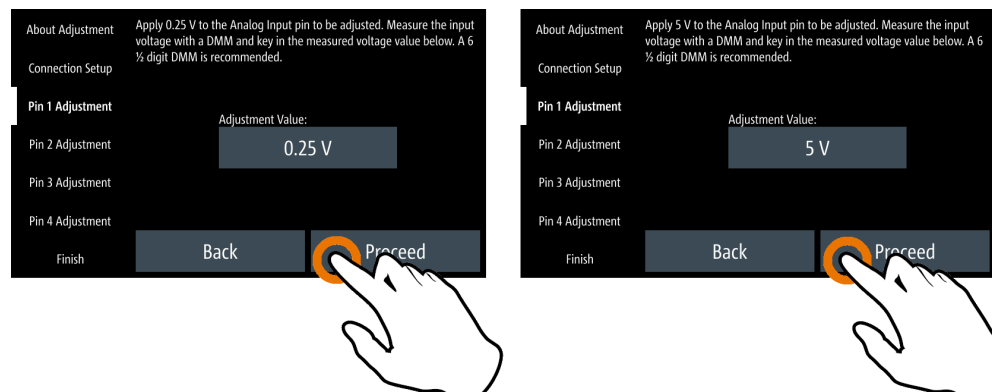 About Adjustment
Connection Setup
Pin 1 Adjustment
Pin 2 Adjustment
Pin 3 Adjustment
Pin 4 Adjustment
Finish
Apply 0.25 V to the Analog Input pin to be adjusted. Measure the input
voltage with a DMM and key in the measured voltage value below. A 6
½ digit DMM is recommended.
Adjustment Value:
0.25 V
Back
Proceed
About Adjustment
Connection Setup
Pin 1 Adjustment
Pin 2 Adjustment
Pin 3 Adjustment
Pin 4 Adjustment
Finish
Apply 5 V to the Analog Input pin to be adjusted. Measure the input
voltage with a DMM and key in the measured voltage value below. A 6
½ digit DMM is recommended.
Adjustment Value:
5 V
Back
Proceed